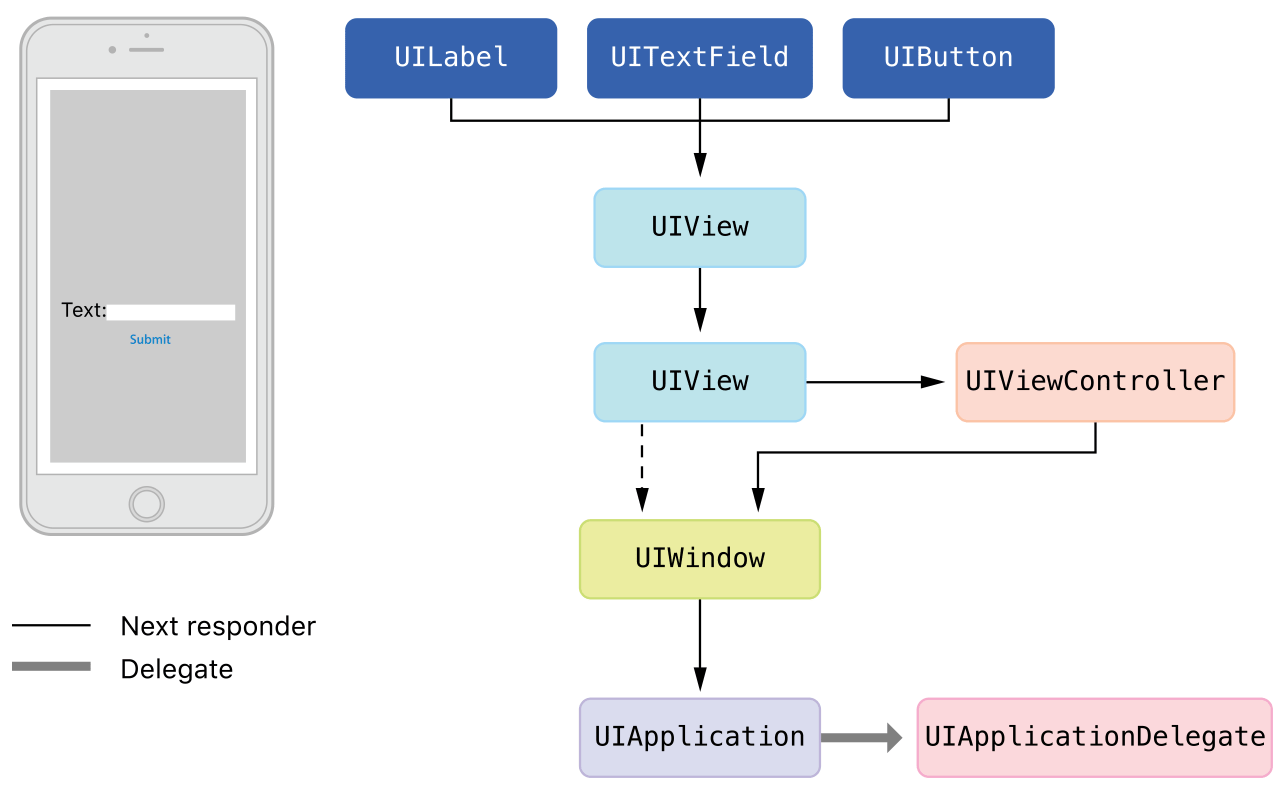 UILabel
UITextField
UIButton
UIView
UIView
UIViewController
Text:
Submit
UIWindow
Next responder
Delegate
UIApplication
UIApplicationDelegate